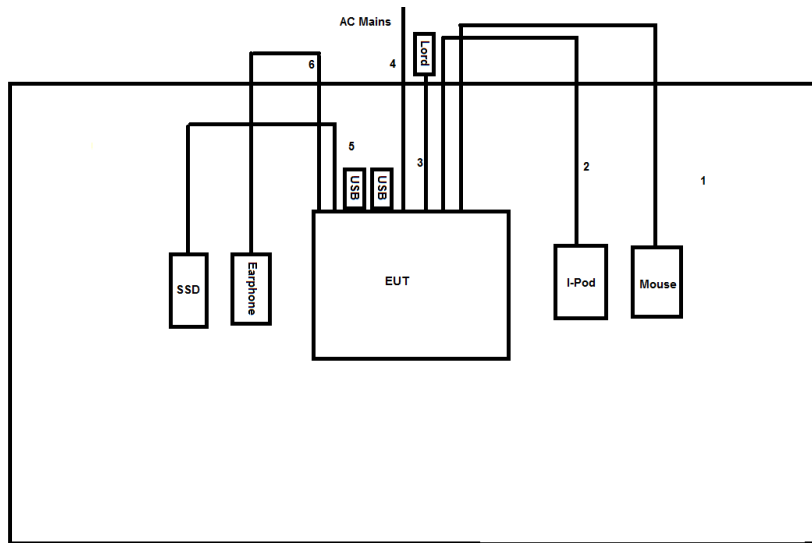 AC Mains
Lord
6
4
5
3
2
1
USB
USB
SSD
Earphone
EUT
I-Pod
Mouse